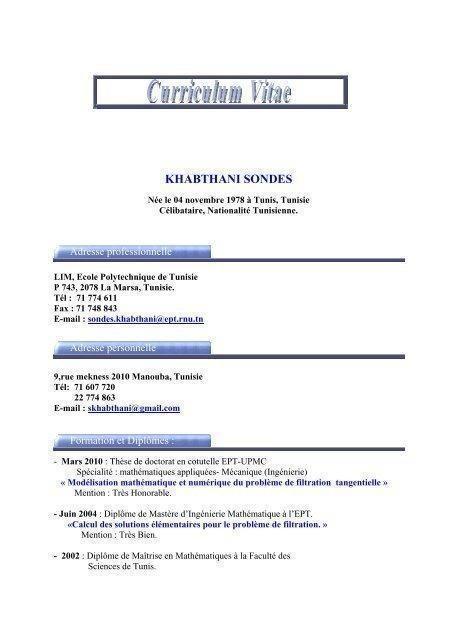 Curriculum Vitae
KHABTHANI SONDES
Née le 04 novembre 1978 à Tunis, Tunisie
Célibataire, Nationalité Tunisienne.
Adresse professionnelle
LIM, Ecole Polytechnique de Tunisie
P 743, 2078 La Marsa, Tunisie.
Tél : 71 774 611
Fax : 71 748 843
E-mail : sondes.khabthani@ept.rnu.tn
Adresse personnelle
9,rue mekness 2010 Manouba, Tunisie
Tél: 71 607 720
22 774 863
E-mail : skhabthani@gmail.com
Formation et Diplômes :
- Mars 2010 : Thèse de doctorat en cotutelle EPT-UPMC
Spécialité : mathématiques appliquées- Mécanique (Ingénierie)
« Modélisation mathématique et numérique du problème de filtration tangentielle »
Mention : Très Honorable.
- Juin 2004 : Diplôme de Mastère d’Ingénierie Mathématique à l’EPT.
«Calcul des solutions élémentaires pour le problème de filtration. »
Mention : Très Bien.
- 2002 : Diplôme de Maîtrise en Mathématiques à la Faculté des
Sciences de Tunis.